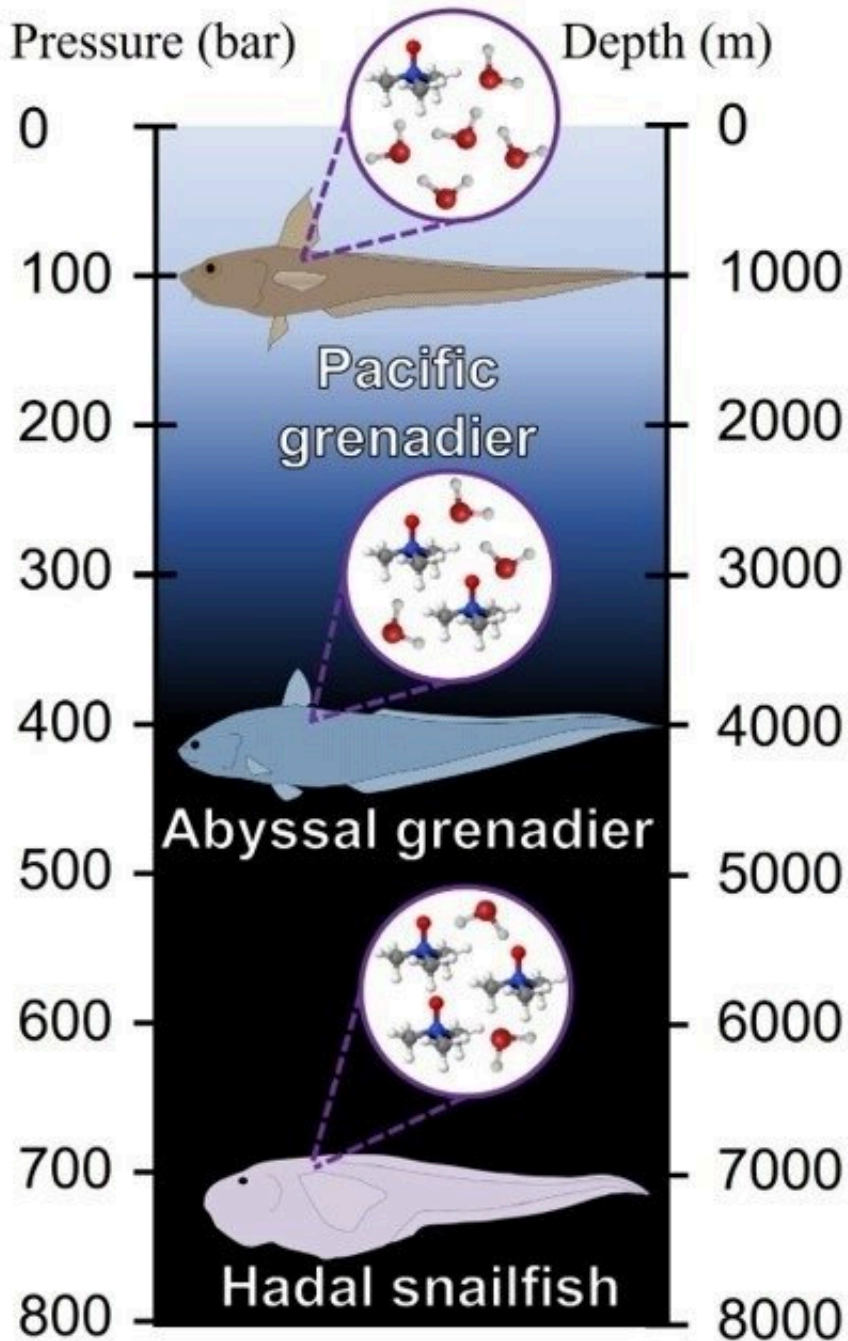 Pressure (bar) Depth (m)
0 0
100 1000
Pacific
grenadier
200 2000
300 3000
400 4000
Abyssal grenadier
500 5000
600 6000
700 7000
Hadal snailfish
800 8000